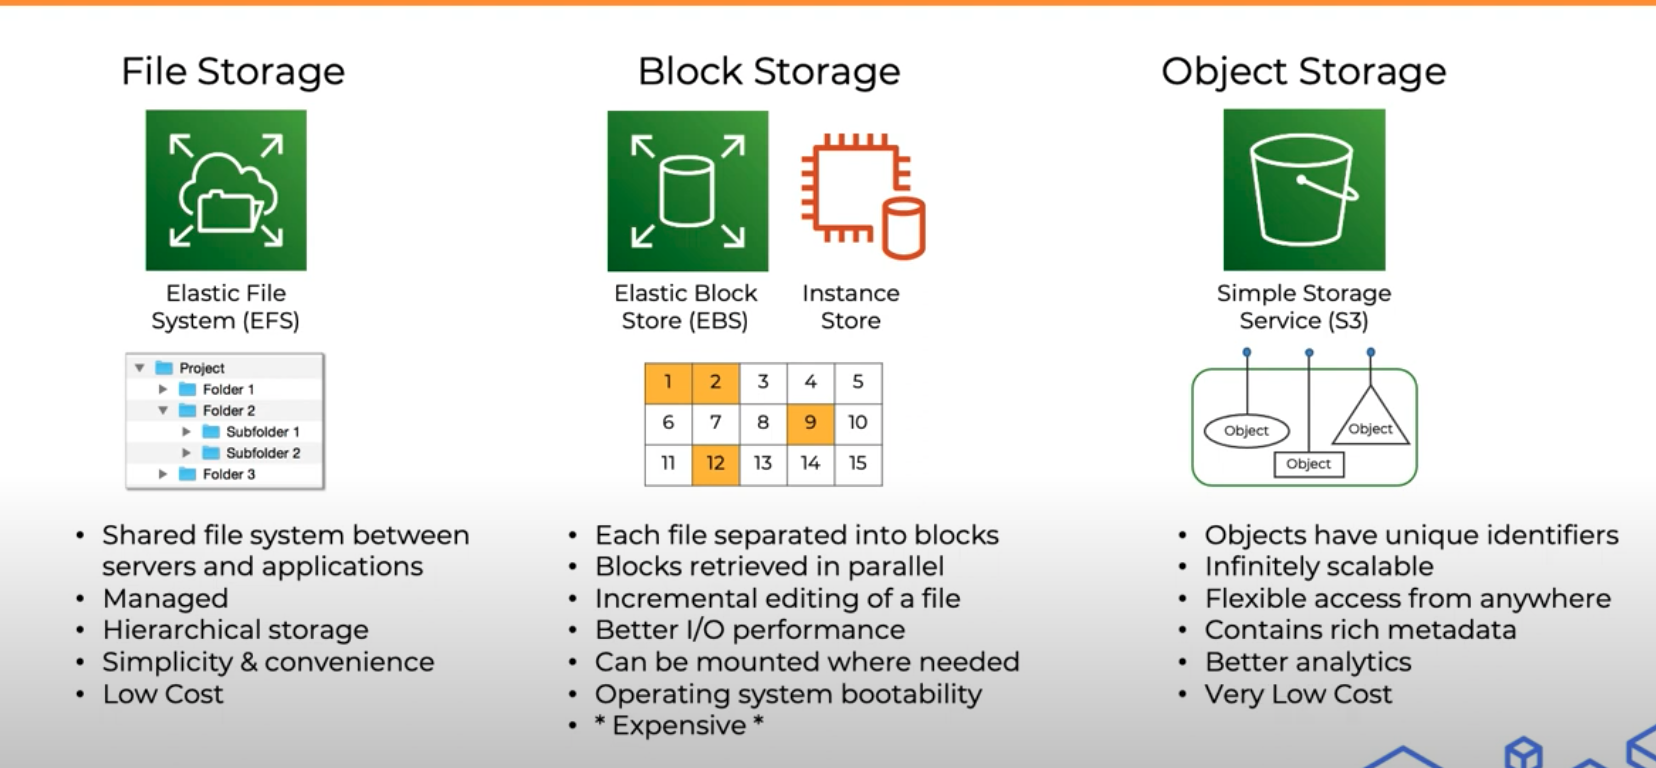 File Storage
Elastic File
System (EFS)
Project
Folder 1
Folder 2
Subfolder 1
Subfolder 2
Folder 3
• Shared file system between
servers and applications
• Managed
• Hierarchical storage
• Simplicity & convenience
• Low Cost
Block Storage
Elastic Block
Store (EBS)
Instance
Store
1 2 3 4 5
6 7 8 9 10
11 12 13 14 15
• Each file separated into blocks
• Blocks retrieved in parallel
• Incremental editing of a file
• Better I/O performance
• Can be mounted where needed
• Operating system bootability
• * Expensive *
Object Storage
Simple Storage
Service (S3)
Object
Object
Object
• Objects have unique identifiers
• Infinitely scalable
• Flexible access from anywhere
• Contains rich metadata
• Better analytics
• Very Low Cost